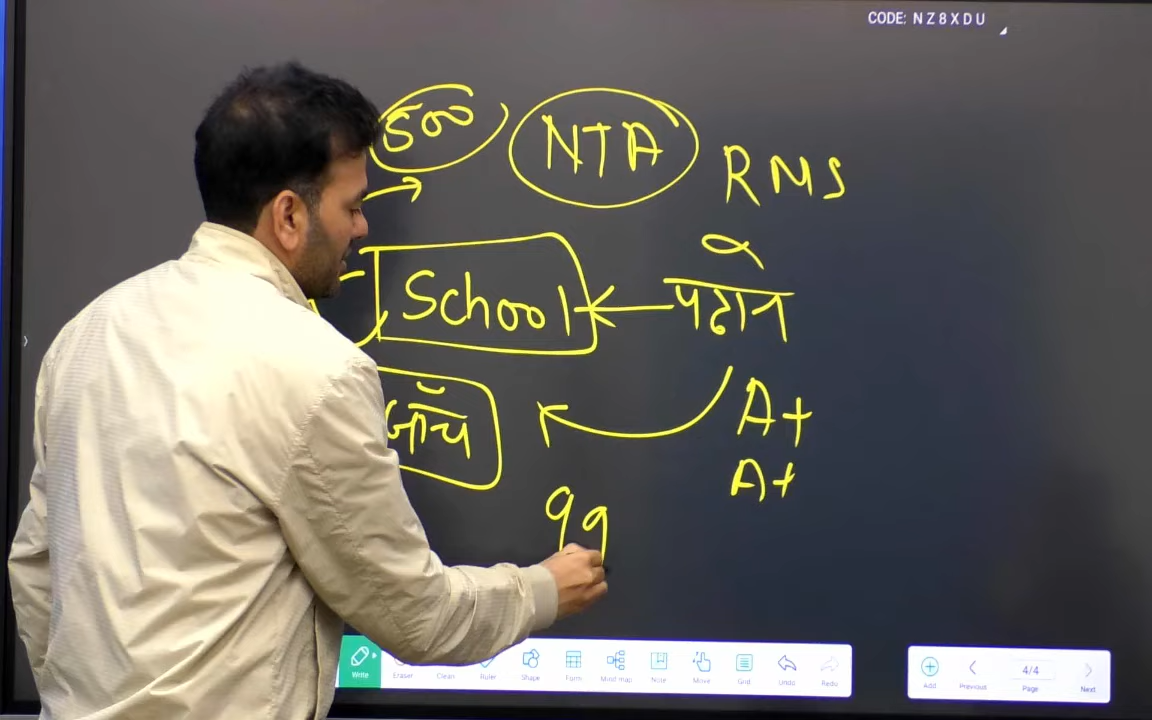 CODE: NZ8XDU
500 NTA RMS
School
पढान
जाँच A+
A+
99
Write Eraser Clean Ruler Shape Form Mind map Note Move Grid Undo Redo
Add Previous 4/4 Page Next